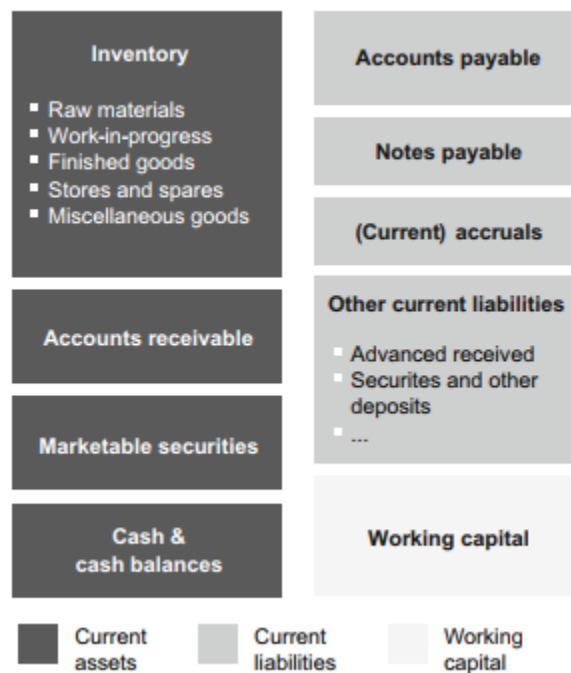 Inventory
Raw materials
Work-in-progress
Finished goods
Stores and spares
Miscellaneous goods
Accounts receivable
Marketable securities
Cash &
cash balances
Accounts payable
Notes payable
(Current) accruals
Other current liabilities
Advanced received
Securites and other
deposits
...
Working capital
Current
assets
Current
liabilities
Working
capital